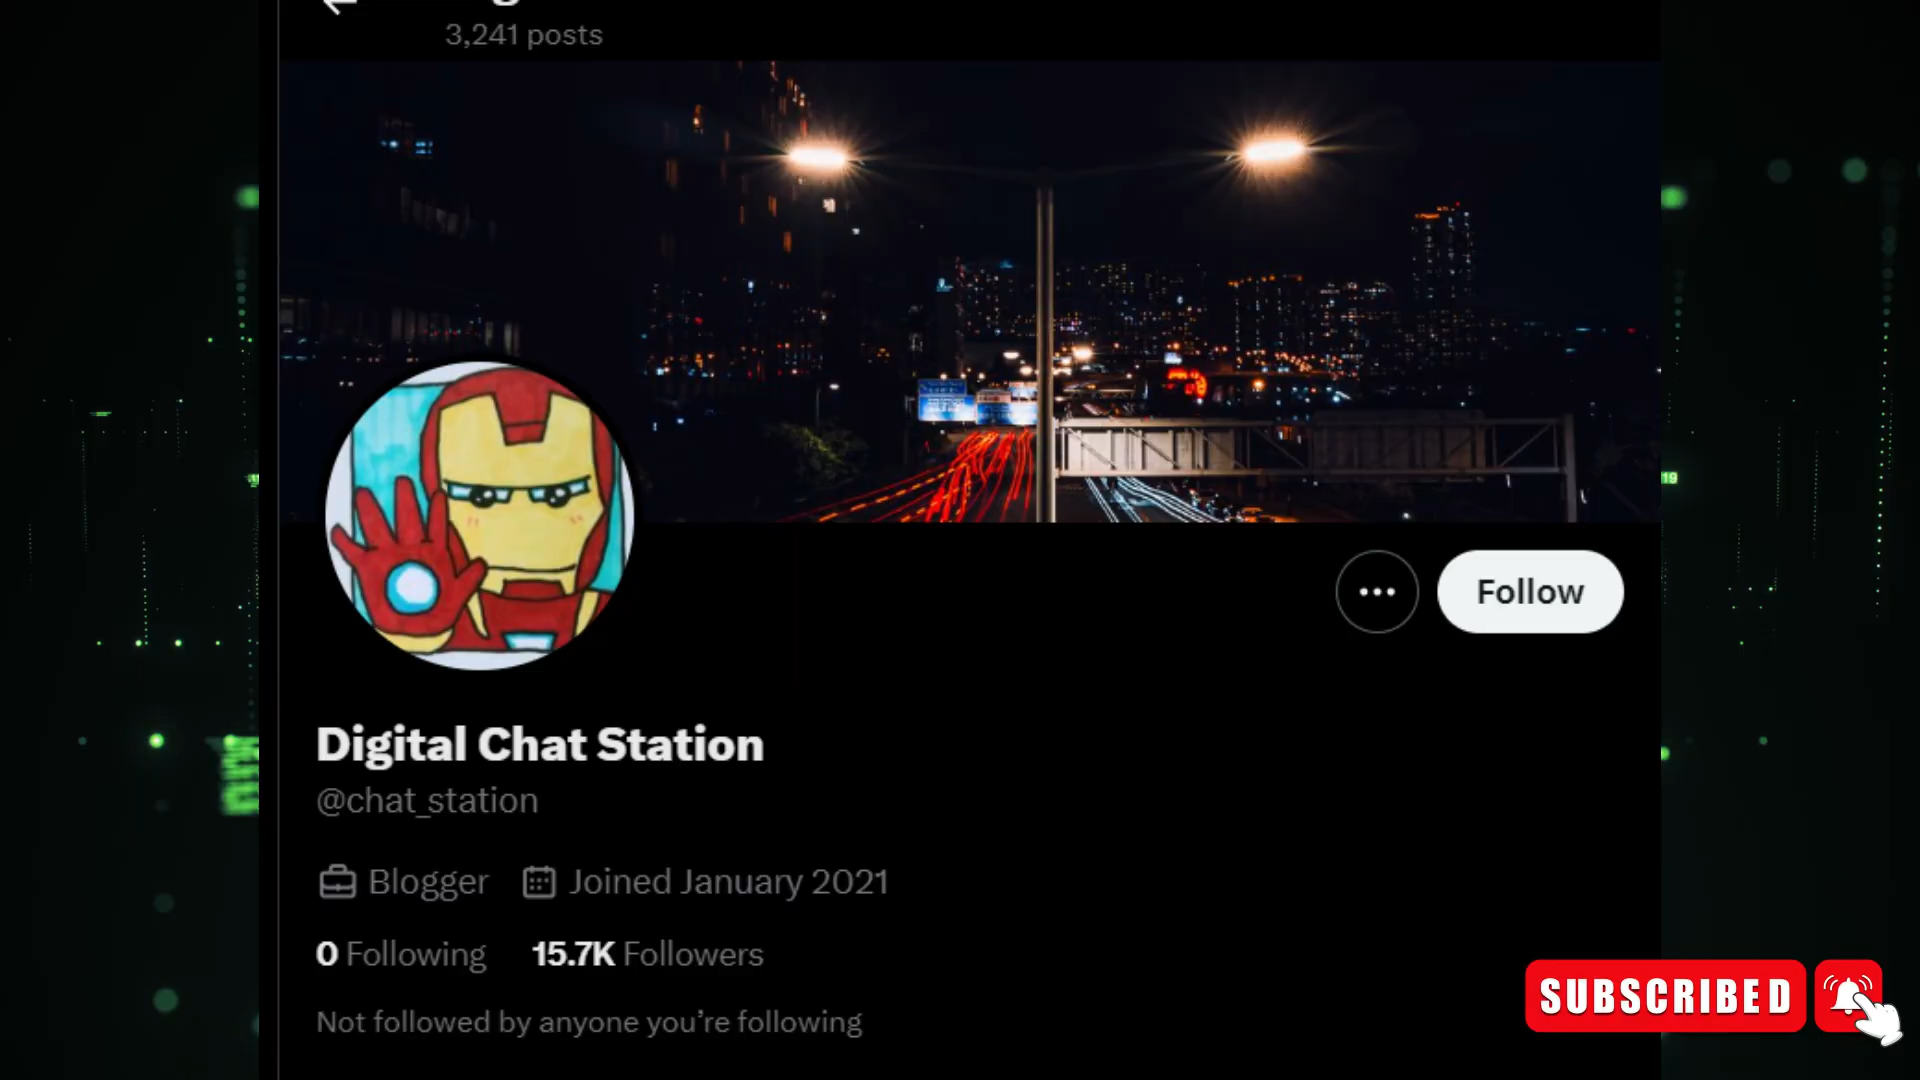 3,241 posts
Follow
Digital Chat Station
@chat_station
Blogger Joined January 2021
0 Following 15.7K Followers
Not followed by anyone you’re following
SUBSCRIBED
19